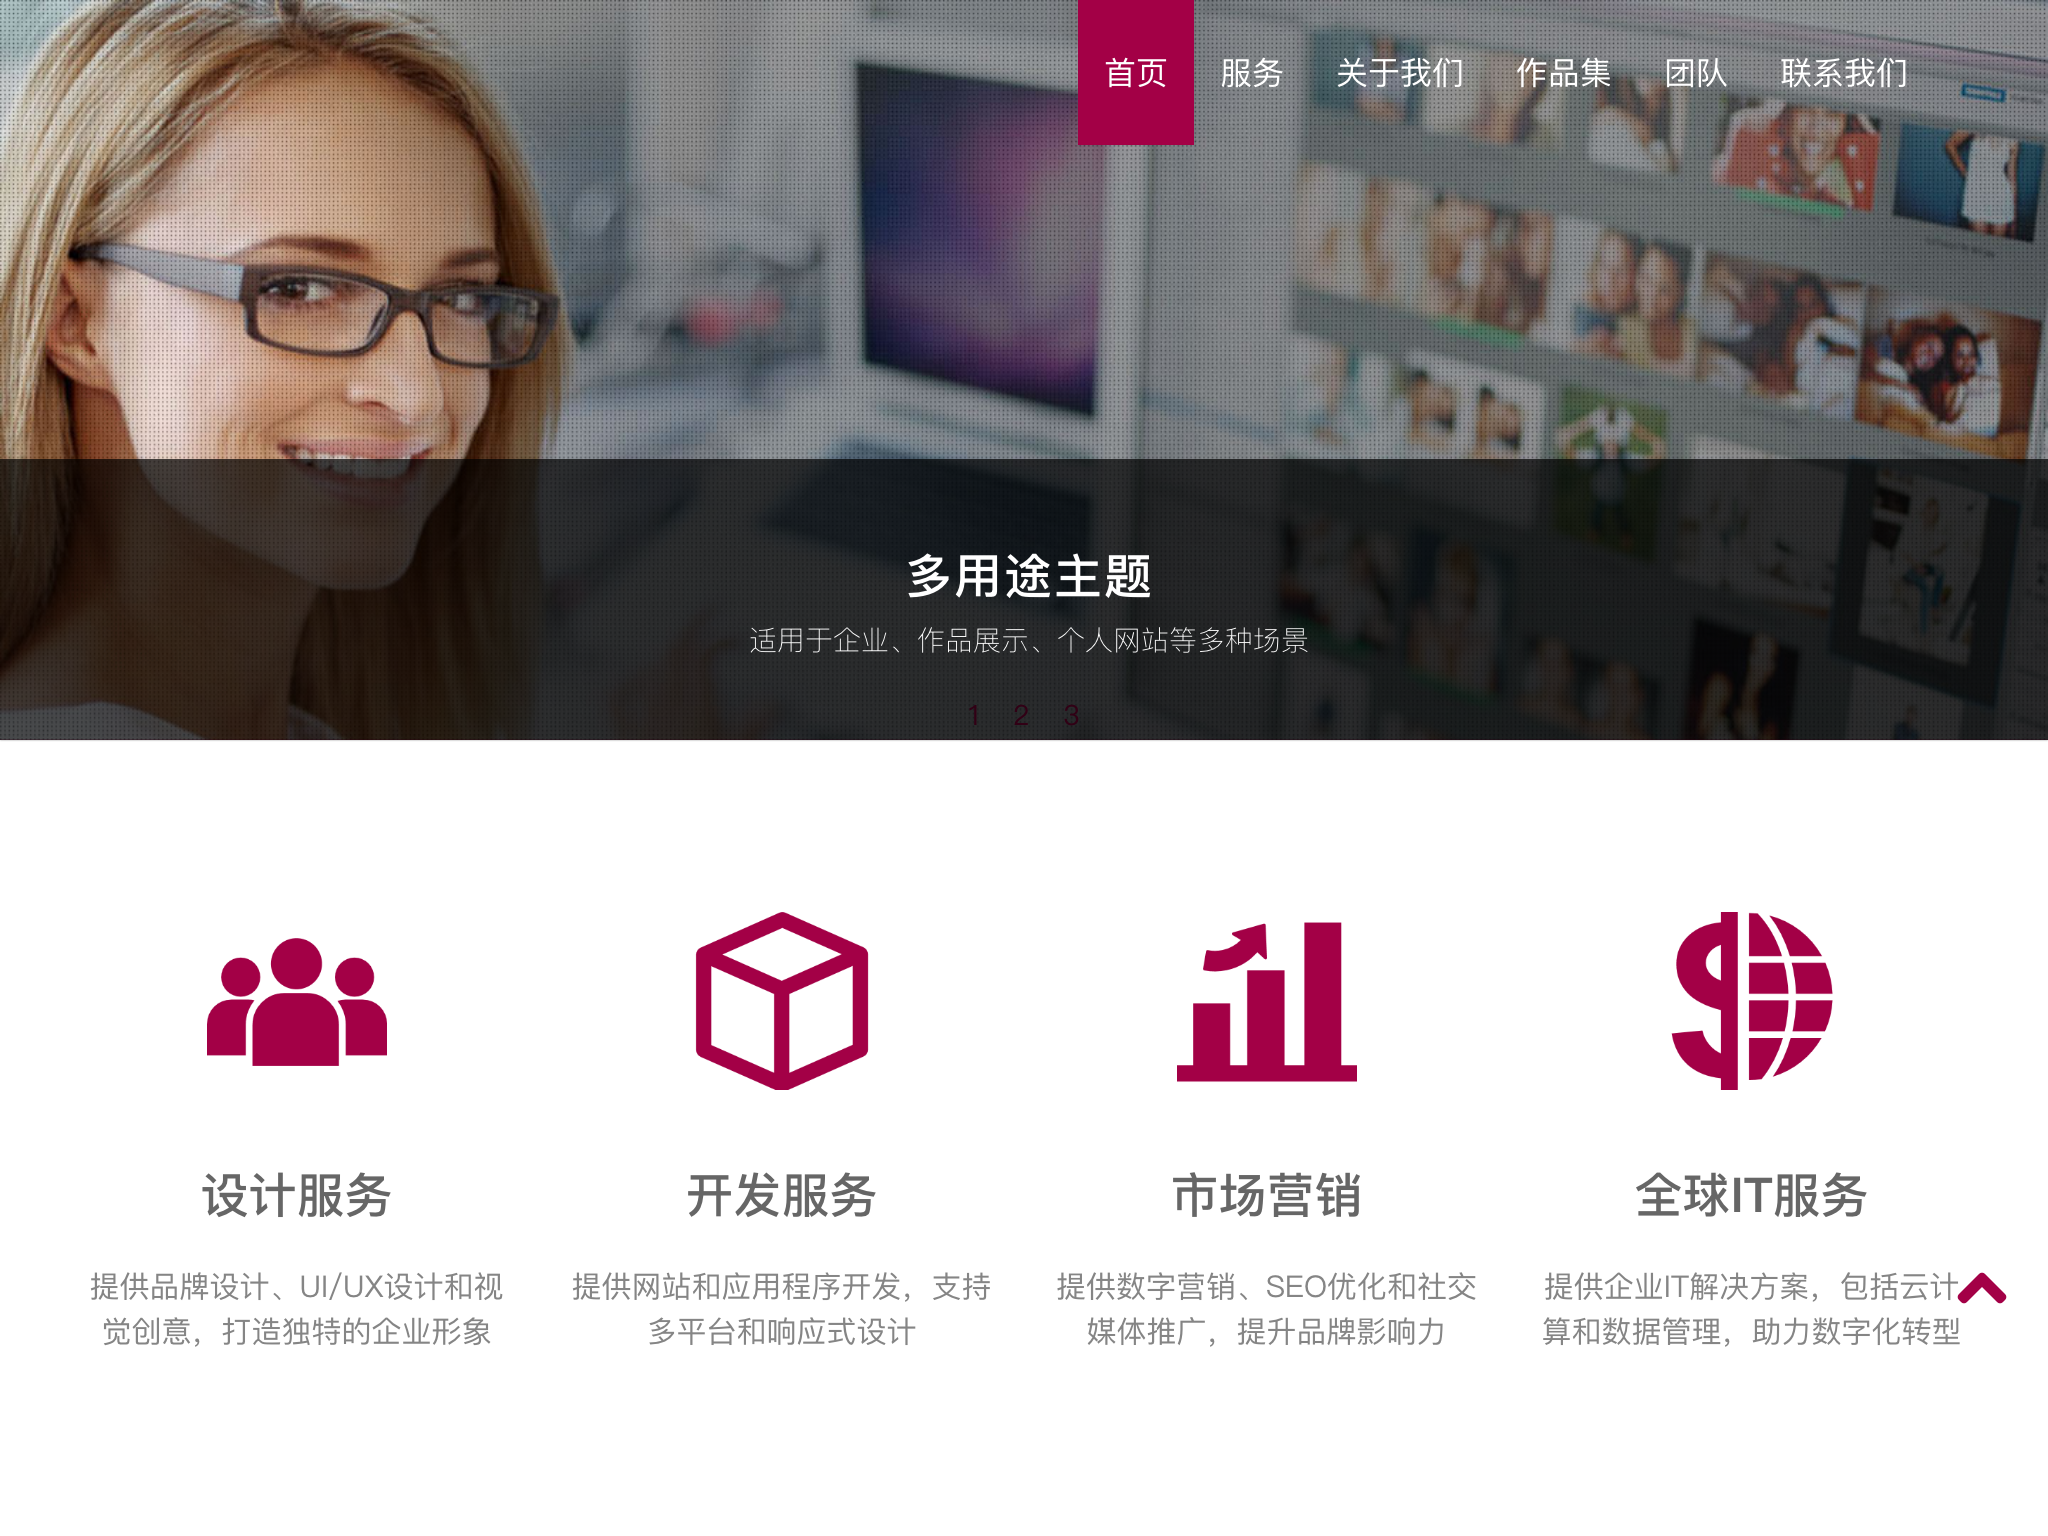 首页 服务 关于我们 作品集 团队 联系我们
多用途主题
适用于企业、作品展示、个人网站等多种场景
1 2 3
设计服务
提供品牌设计、UI/UX设计和视
觉创意，打造独特的企业形象
开发服务
提供网站和应用程序开发，支持
多平台和响应式设计
市场营销
提供数字营销、SEO优化和社交
媒体推广，提升品牌影响力
全球IT服务
提供企业IT解决方案，包括云计
算和数据管理，助力数字化转型